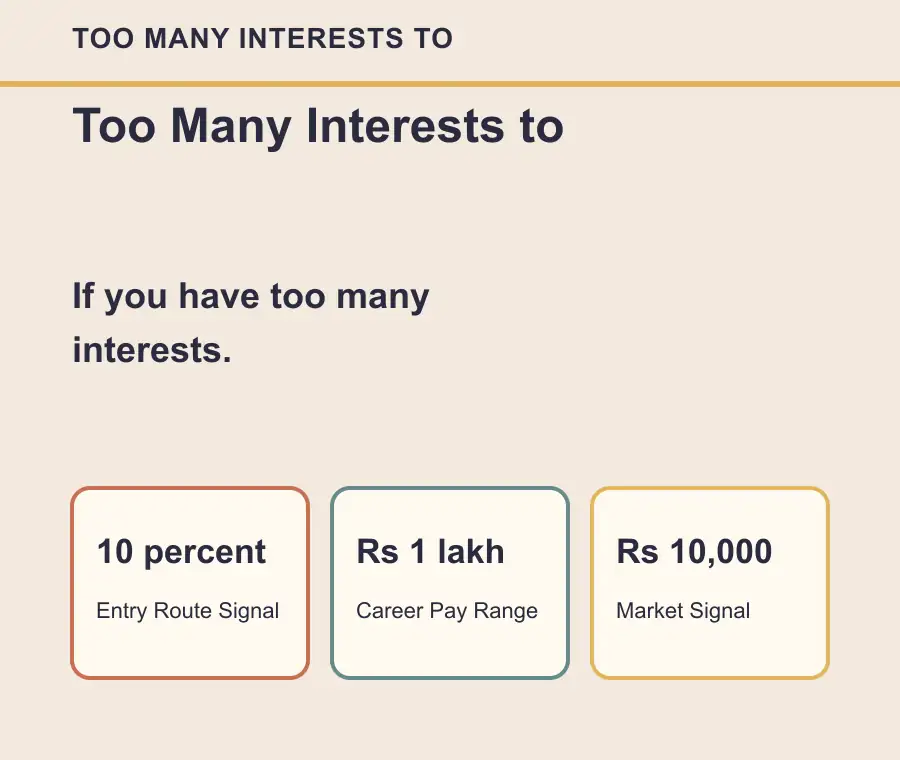 TOO MANY INTERESTS TO
Too Many Interests to
If you have too many
interests.
10 percent
Entry Route Signal
Rs 1 lakh
Career Pay Range
Rs 10,000
Market Signal